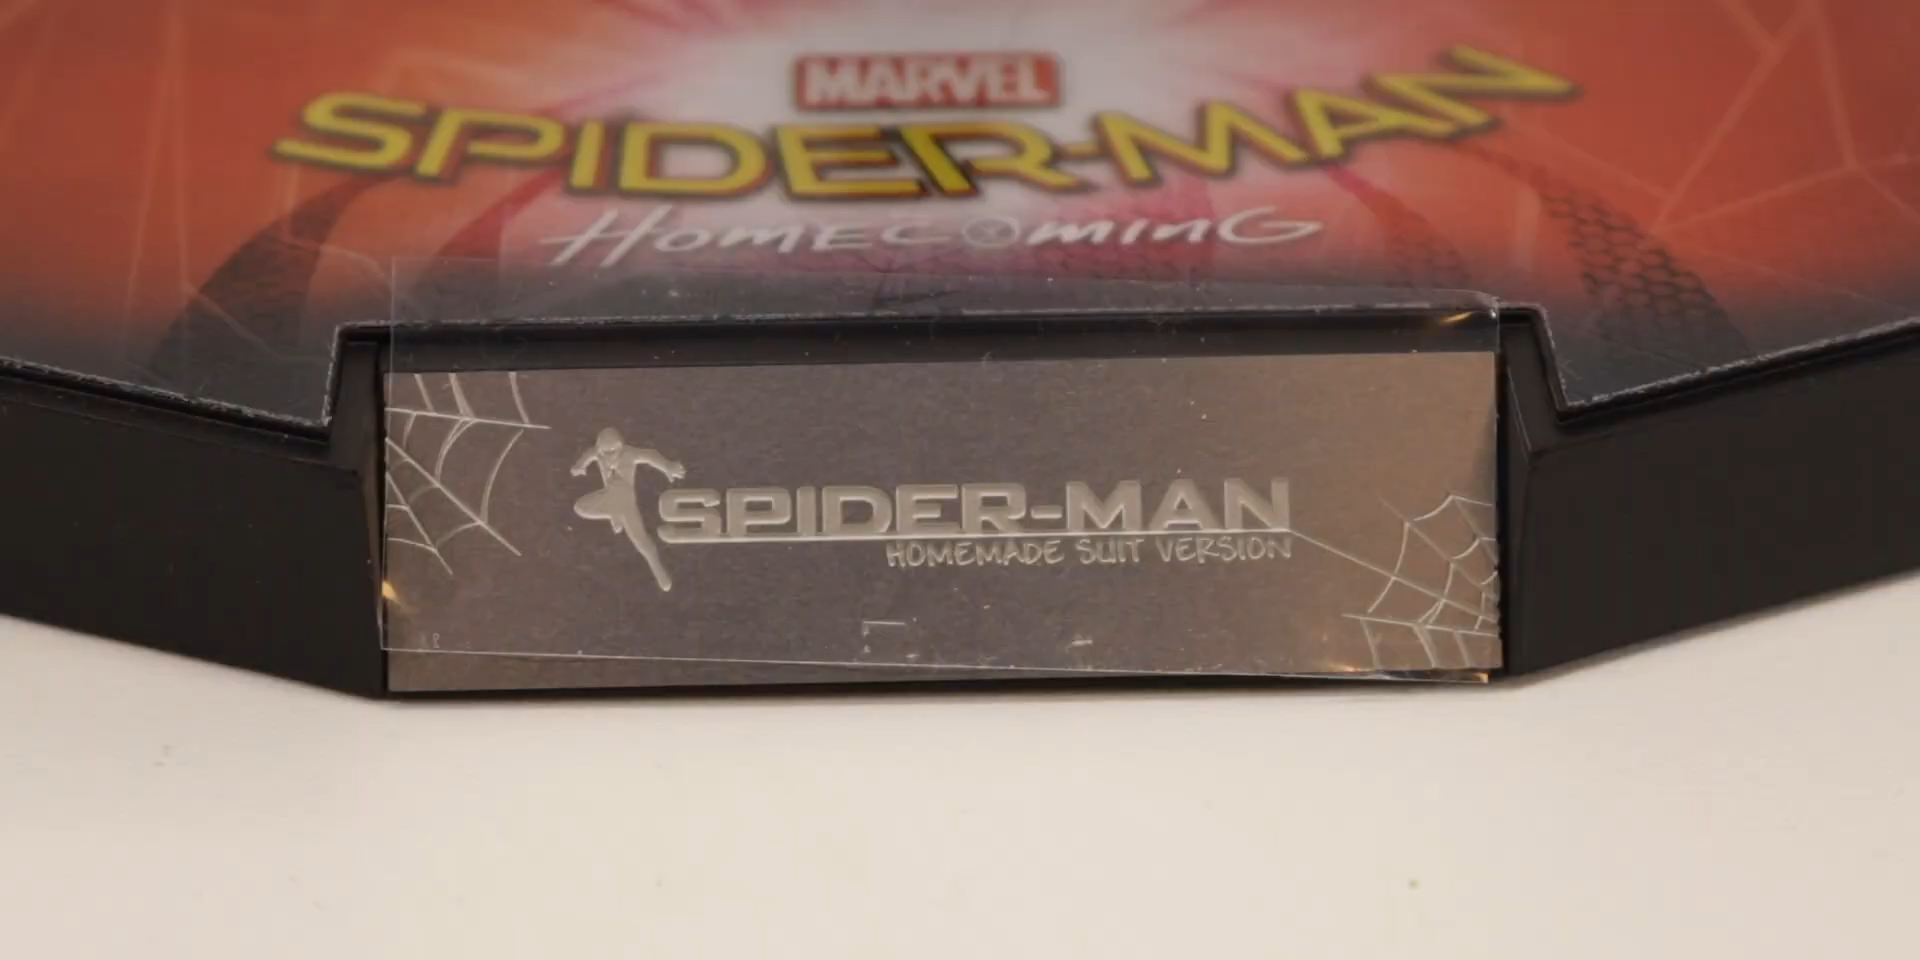 MARVEL
SPIDER-MAN
HOMECOMING
SPIDER-MAN
HOMEMADE SUIT VERSION